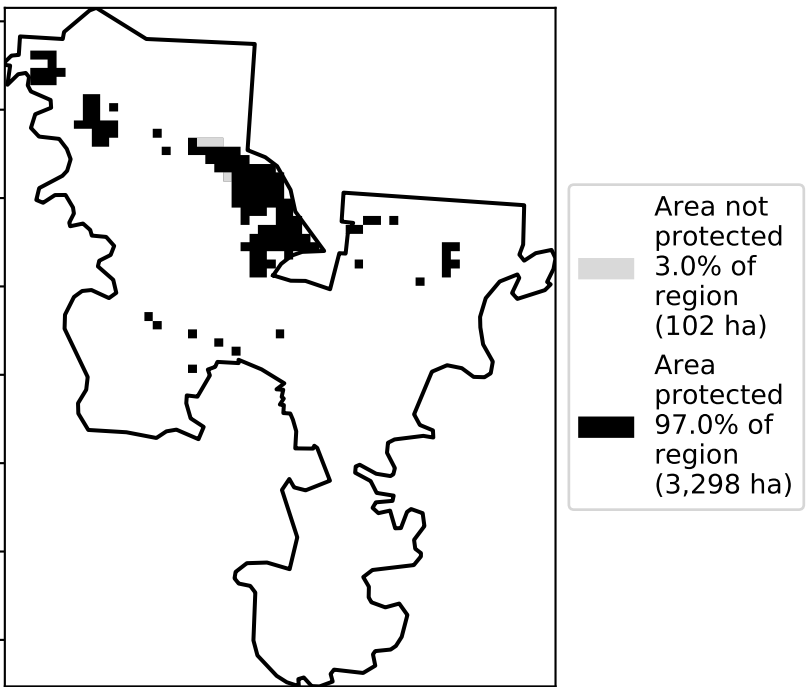 Area not
protected
3.0% of
region
(102 ha)
Area
protected
97.0% of
region
(3,298 ha)